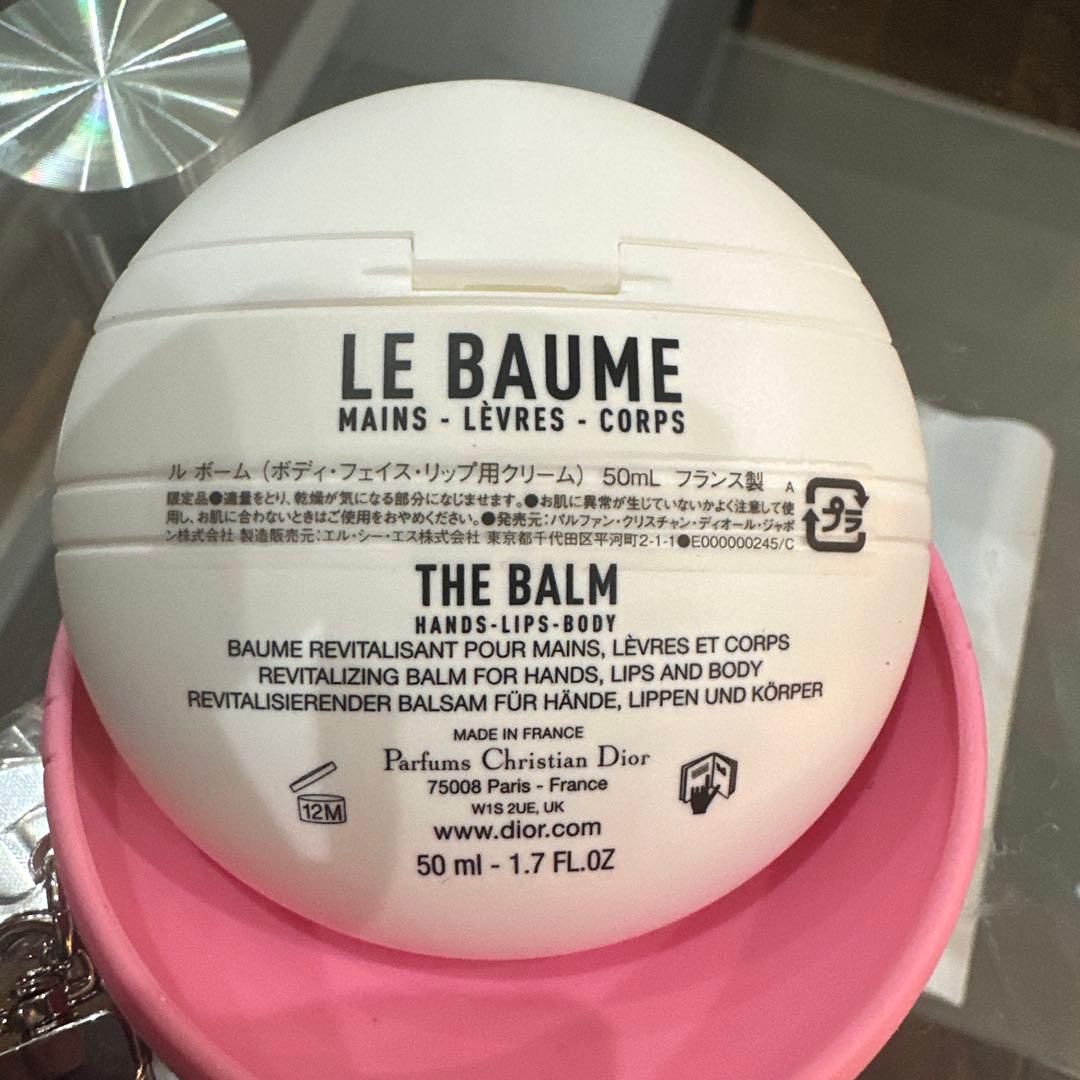 LE BAUME
MAINS - LÈVRES - CORPS
ル ボーム（ボディ・フェイス・リップ用クリーム） 50mL フランス製 A
限定品●適量をとり、乾燥が気になる部分になじませます。●お肌に異常が生じていないかよく注意して使
用し、お肌に合わないときはご使用をおやめください。●発売元：パルファン・クリスチャン・ディオール・ジャポ
ン株式会社 製造販売元：エル・シー・エス株式会社 東京都千代田区平河町2-1-1●E000000245/C
プラ
THE BALM
HANDS-LIPS-BODY
BAUME REVITALISANT POUR MAINS, LÈVRES ET CORPS
REVITALIZING BALM FOR HANDS, LIPS AND BODY
REVITALISIERENDER BALSAM FÜR HÄNDE, LIPPEN UND KÖRPER
MADE IN FRANCE
Parfums Christian Dior
75008 Paris - France
W1S 2UE, UK
12M
www.dior.com
50 ml - 1.7 FL.OZ